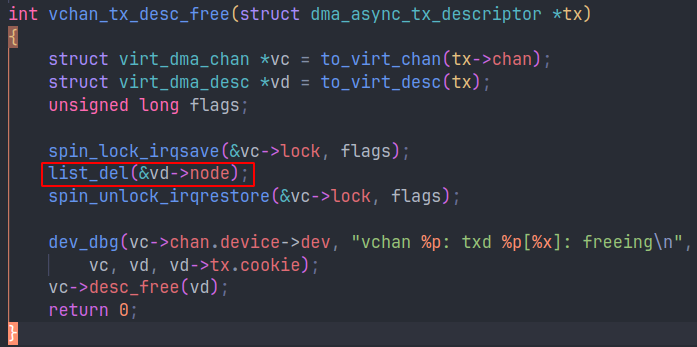 int vchan_tx_desc_free(struct dma_async_tx_descriptor *tx)
{
struct virt_dma_chan *vc = to_virt_chan(tx->chan);
struct virt_dma_desc *vd = to_virt_desc(tx);
unsigned long flags;
spin_lock_irqsave(&vc->lock, flags);
list_del(&vd->node);
spin_unlock_irqrestore(&vc->lock, flags);
dev_dbg(vc->chan.device->dev, "vchan %p: txd %p[%x]: freeing\n",
vc, vd, vd->tx.cookie);
vc->desc_free(vd);
return 0;
}